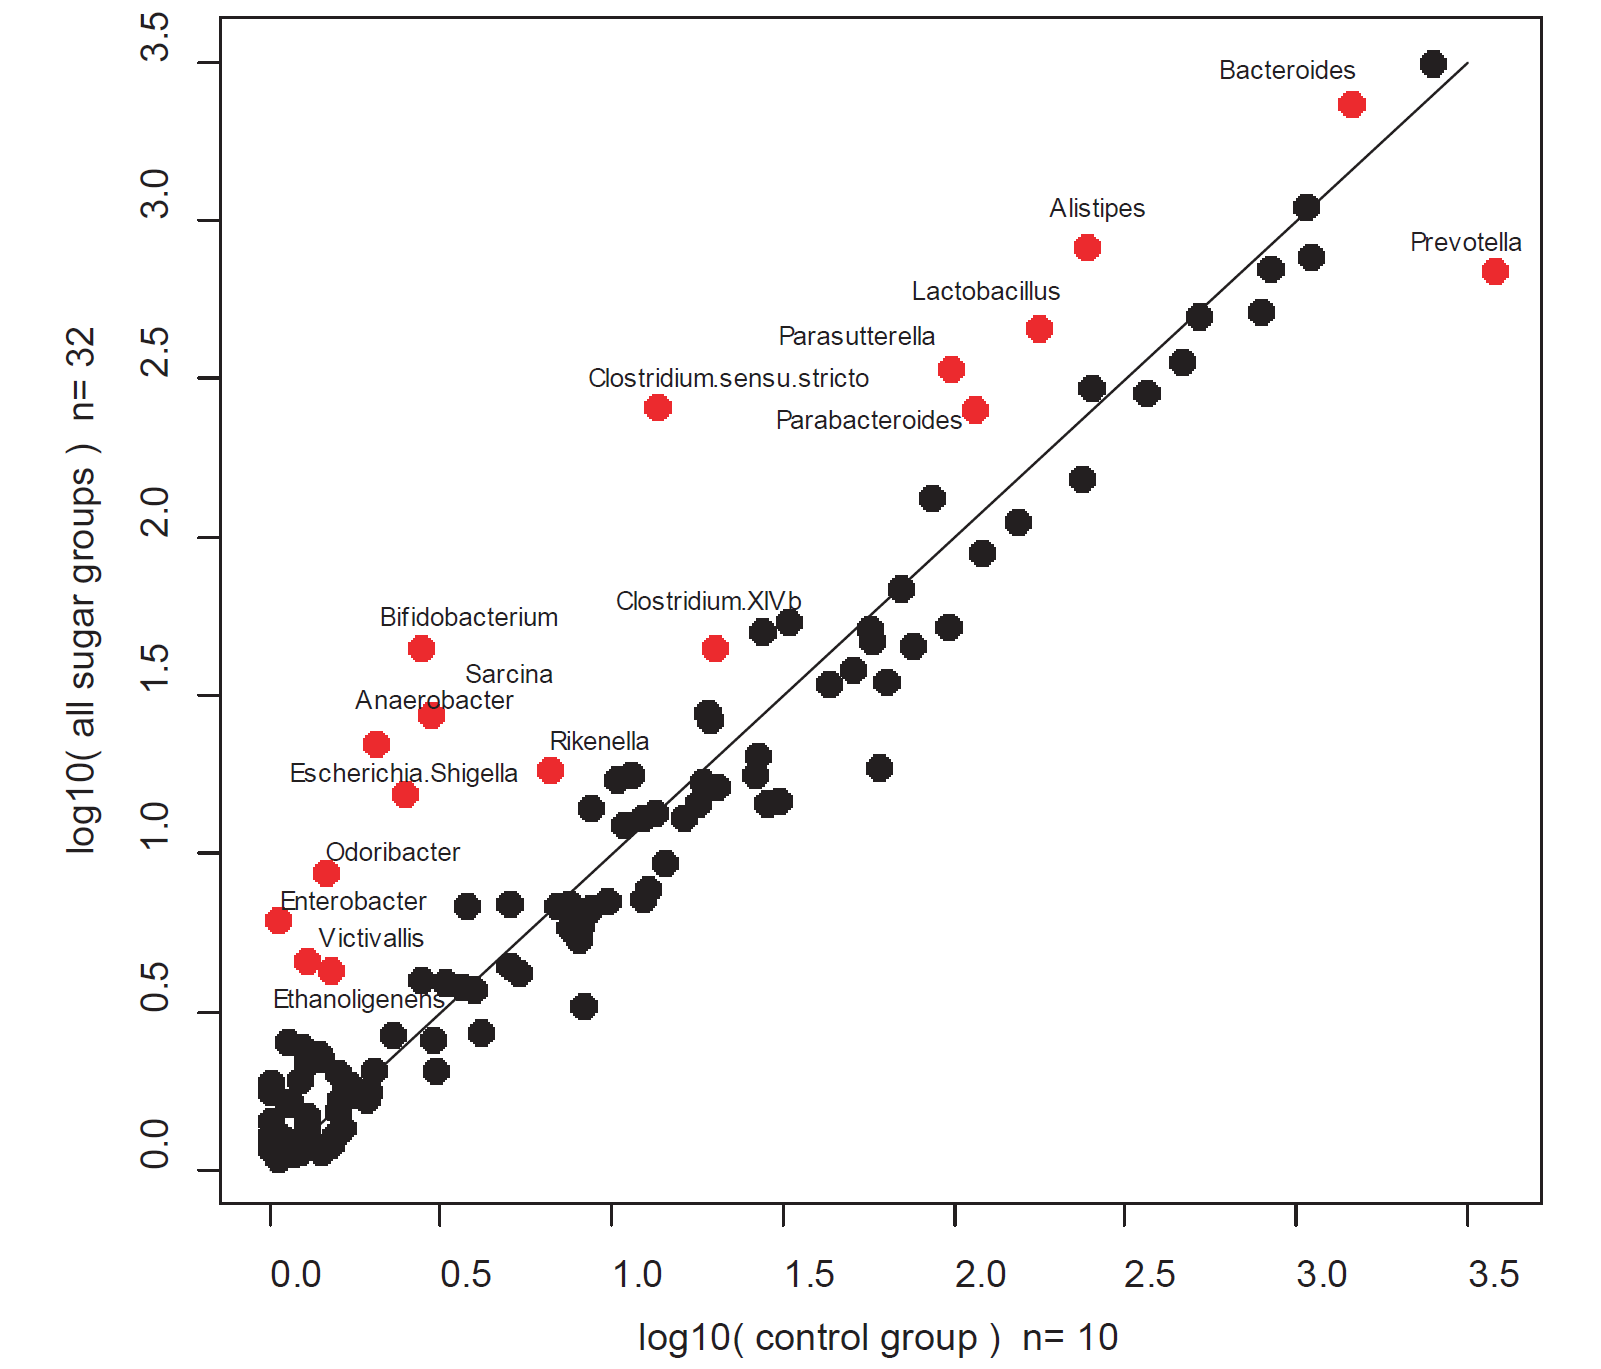 3.5
Bacteroides
3.0
Alistipes
Prevotella
Lactobacillus
Parasutterella
2.5
Clostridium.sensu.stricto
Parabacteroides
2.0
Clostridium.XIVb
Bifidobacterium
1.5
Sarcina
Anaerobacter
Rikenella
Escherichia.Shigella
1.0
Odoribacter
Enterobacter
Victivallis
0.5
Ethanoligenens
0.0
log10( all sugar groups ) n= 32
0.0 0.5 1.0 1.5 2.0 2.5 3.0 3.5
log10( control group ) n= 10